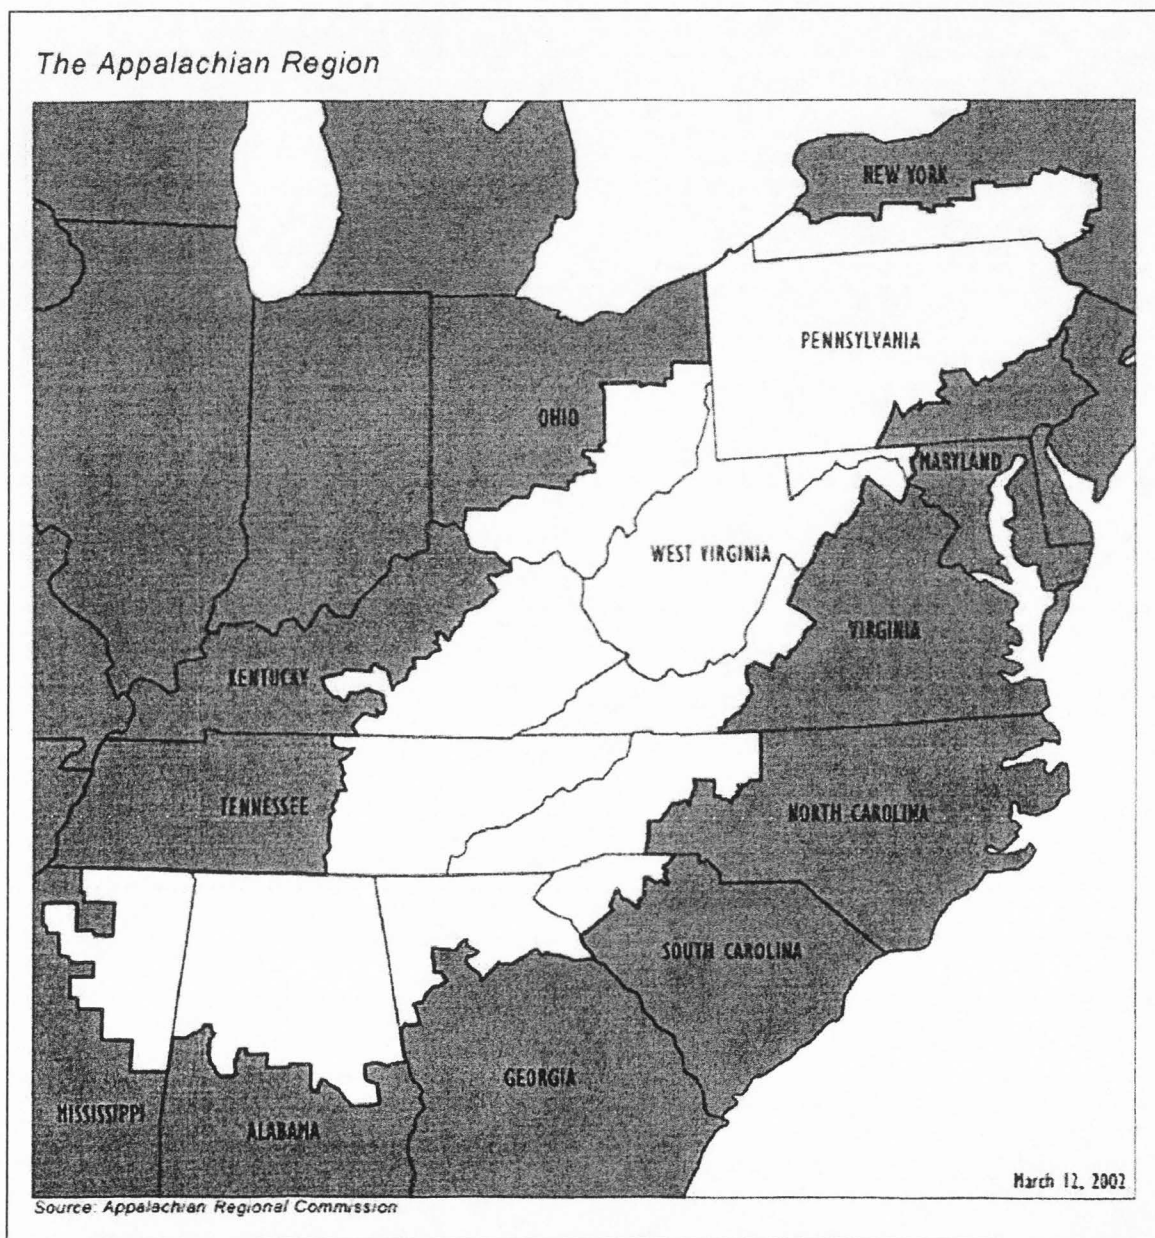 The Appalachian Region
NEW YORK
PENNSYLVANIA
OHIO
MARYLAND
WEST VIRGINIA
VIRGINIA
KENTUCKY
TENNESSEE
NORTH CAROLINA
SOUTH CAROLINA
GEORGIA
MISSISSIPPI
ALABAMA
March 12, 2002
Source: Appalachian Regional Commission